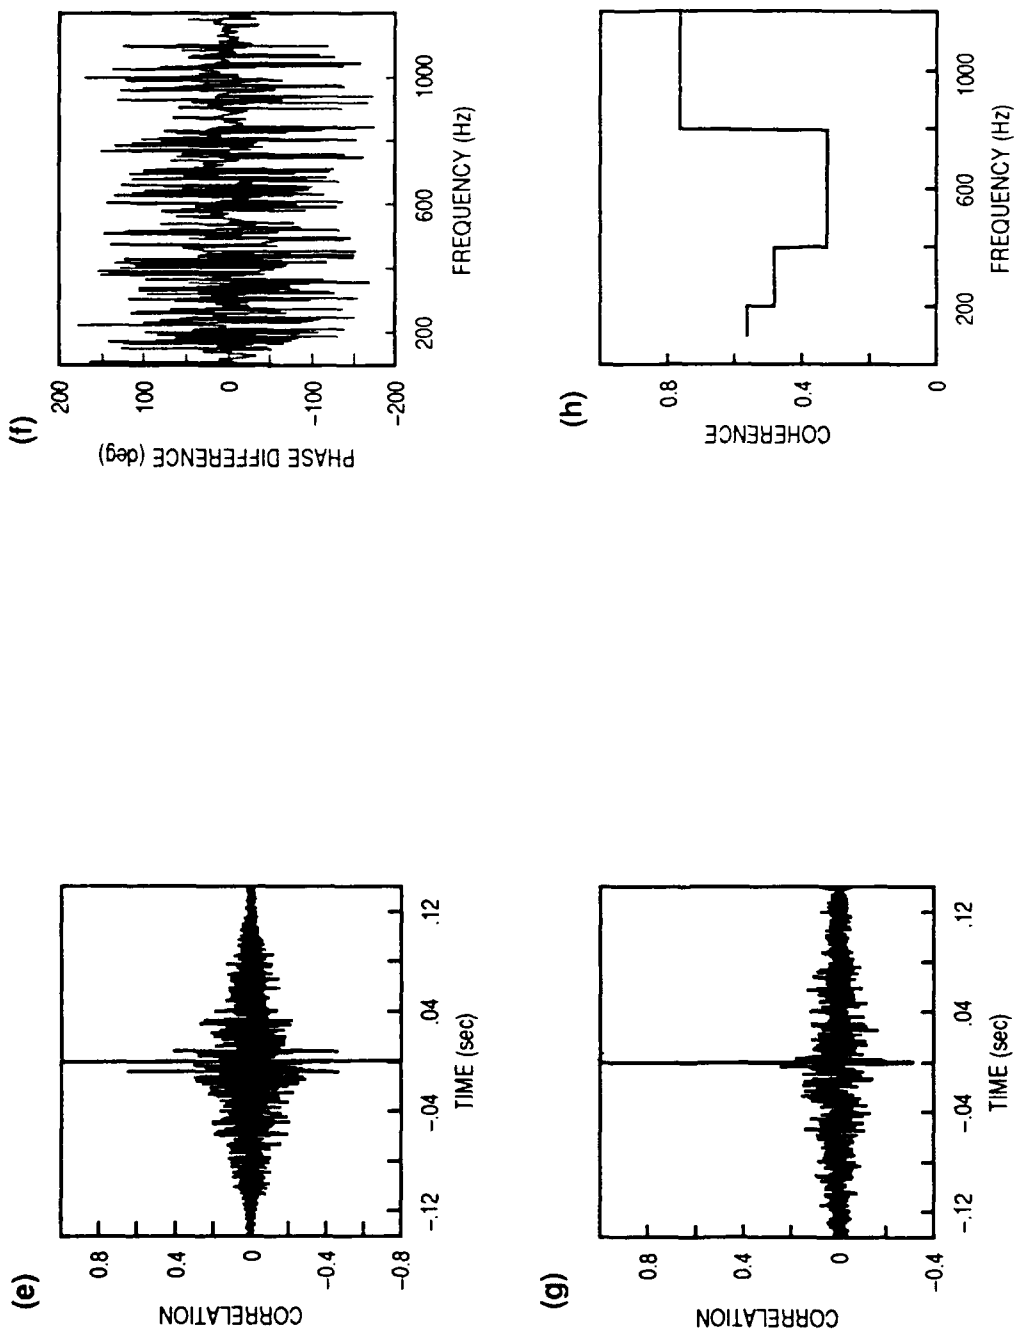 (e)
CORRELATION
0.8
0.4
0
-0.4
-0.8
-.12
-.04
.04
.12
TIME (sec)
(f)
PHASE DIFFERENCE (deg)
200
100
0
-100
-200
200
600
1000
FREQUENCY (Hz)
(g)
CORRELATION
0.8
0.4
0
-0.4
-.12
-.04
.04
.12
TIME (sec)
(h)
COHERENCE
0.8
0.4
0
200
600
1000
FREQUENCY (Hz)